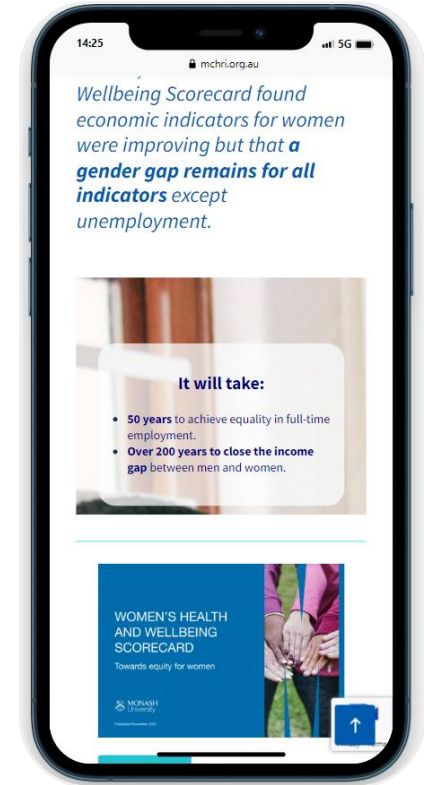 14:25
5G
mchri.org.au
Wellbeing Scorecard found
economic indicators for women
were improving but that a
gender gap remains for all
indicators except
unemployment.
It will take:
• 50 years to achieve equality in full-time
employment.
• Over 200 years to close the income
gap between men and women.
WOMEN'S HEALTH
AND WELLBEING
SCORECARD
Towards equity for women
MONASH
University